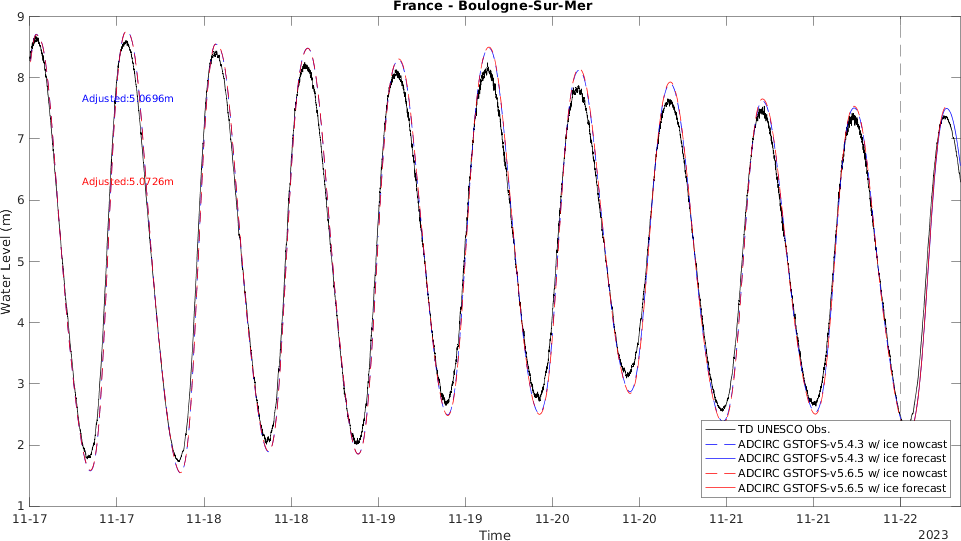 France - Boulogne-Sur-Mer
9
8
7
6
5
4
3
2
1
Water Level (m)
Adjusted:5.0696m
Adjusted:5.0726m
TD UNESCO Obs.
ADCIRC GSTOFS-v5.4.3 w/ ice nowcast
ADCIRC GSTOFS-v5.4.3 w/ ice forecast
ADCIRC GSTOFS-v5.6.5 w/ ice nowcast
ADCIRC GSTOFS-v5.6.5 w/ ice forecast
11-17 11-17 11-18 11-18 11-19 11-19 11-20 11-20 11-21 11-21 11-22
Time
2023